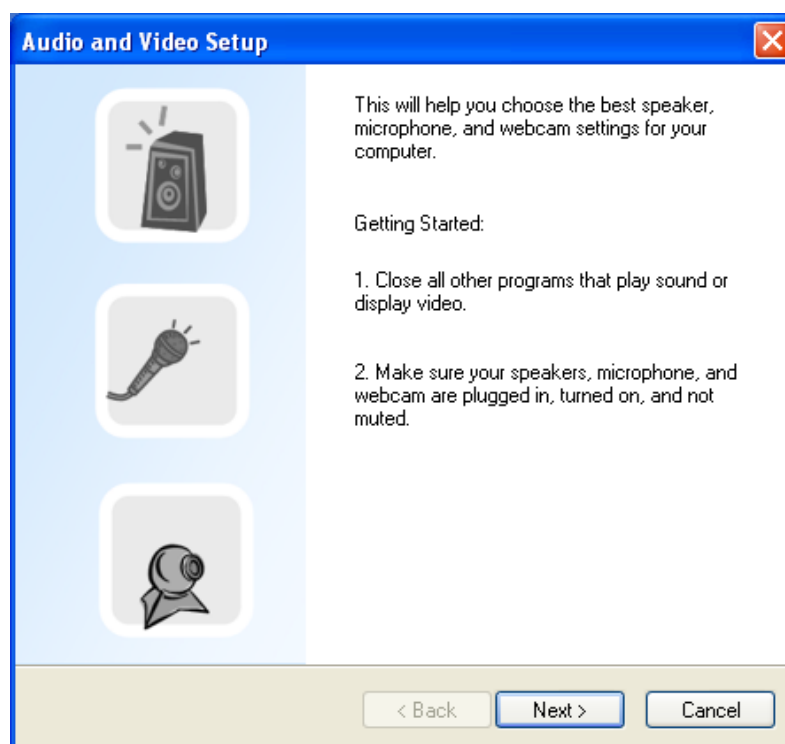 Audio and Video Setup
This will help you choose the best speaker,
microphone, and webcam settings for your
computer.
Getting Started:
1. Close all other programs that play sound or
display video.
2. Make sure your speakers, microphone, and
webcam are plugged in, turned on, and not
muted.
< Back Next > Cancel